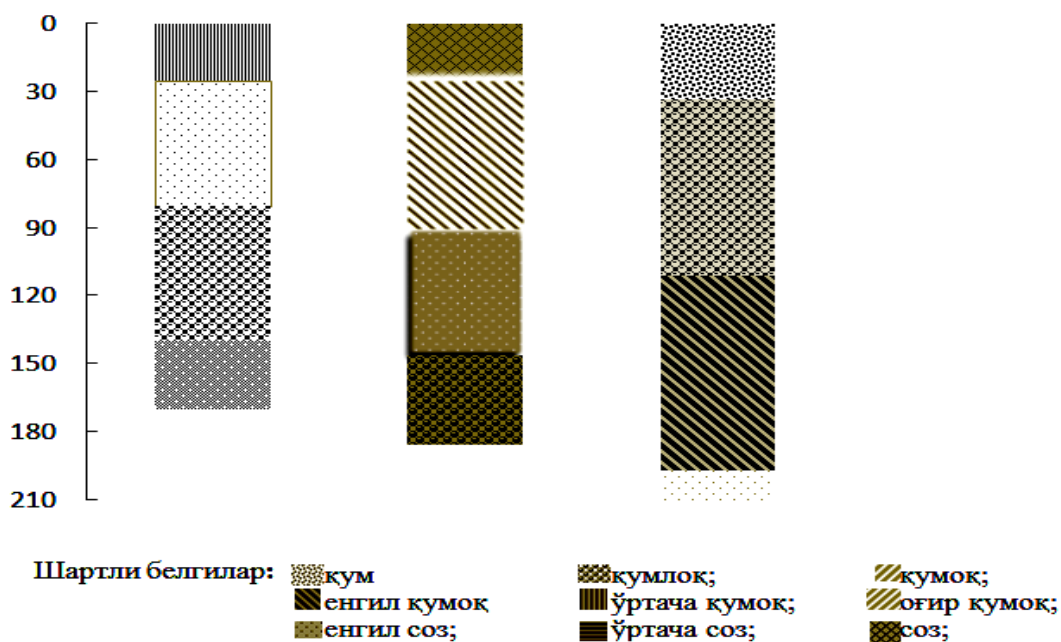 0
30
60
90
120
150
180
210
Шартли белгилар: қум қумлоқ; қумоқ;
енгил қумоқ ўртача қумоқ; оғир қумоқ;
енгил соз; ўртача соз; соз;